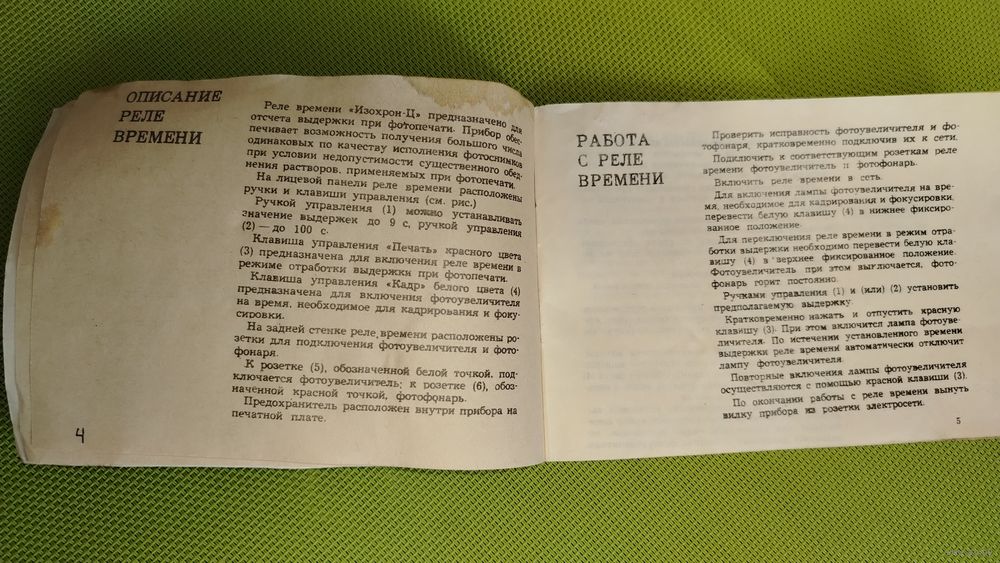 ОПИСАНИЕ
РЕЛЕ
ВРЕМЕНИ
Реле времени «Изохрон-Ц» предназначено для
отсчета выдержки при фотопечати. Прибор обес-
печивает возможность получения большого числа
одинаковых по качеству исполнения фотоснимков
при условии недопустимости существенного обед-
нения растворов, применяемых при фотопечати.
На лицевой панели реле времени расположены
ручки и клавиши управления (см. рис.)
Ручкой управления (1) можно устанавливать
значение выдержек до 9 с, ручкой управления
(2) — до 100 с.
Клавиша управления «Печать» красного цвета
(3) предназначена для включения реле времени в
режиме отработки выдержки при фотопечати.
Клавиша управления «Кадр» белого цвета (4)
предназначена для включения фотоувеличителя
на время, необходимое для кадрирования и фоку-
сировки.
На задней стенке реле времени расположены ро-
зетки для подключения фотоувеличителя и фото-
фонаря.
К розетке (5), обозначенной белой точкой, под-
ключается фотоувеличитель; к розетке (6), обоз-
наченной красной точкой, фотофонарь.
Предохранитель расположен внутри прибора на
печатной плате.
4
РАБОТА
С РЕЛЕ
ВРЕМЕНИ
Проверить исправность фотоувеличителя и фо-
тофонаря, кратковременно подключив их к сети.
Подключить к соответствующим розеткам реле
времени фотоувеличитель и фотофонарь.
Включить реле времени в сеть.
Для включения лампы фотоувеличителя на вре-
мя, необходимое для кадрирования и фокусировки,
перевести белую клавишу (4) в нижнее фиксиро-
ванное положение.
Для переключения реле времени в режим отра-
ботки выдержки необходимо перевести белую кла-
вишу (4) в верхнее фиксированное положение.
Фотоувеличитель при этом выключается, фото-
фонарь горит постоянно.
Ручками управления (1) и (или) (2) установить
предполагаемую выдержку.
Кратковременно нажать и отпустить красную
клавишу (3). При этом включится лампа фотоуве-
личителя. По истечении установленного времени
выдержки реле времени автоматически отключит
лампу фотоувеличителя.
Повторные включения лампы фотоувеличителя
осуществляются с помощью красной клавиши (3).
По окончании работы с реле времени вынуть
вилку прибора из розетки электросети.
5